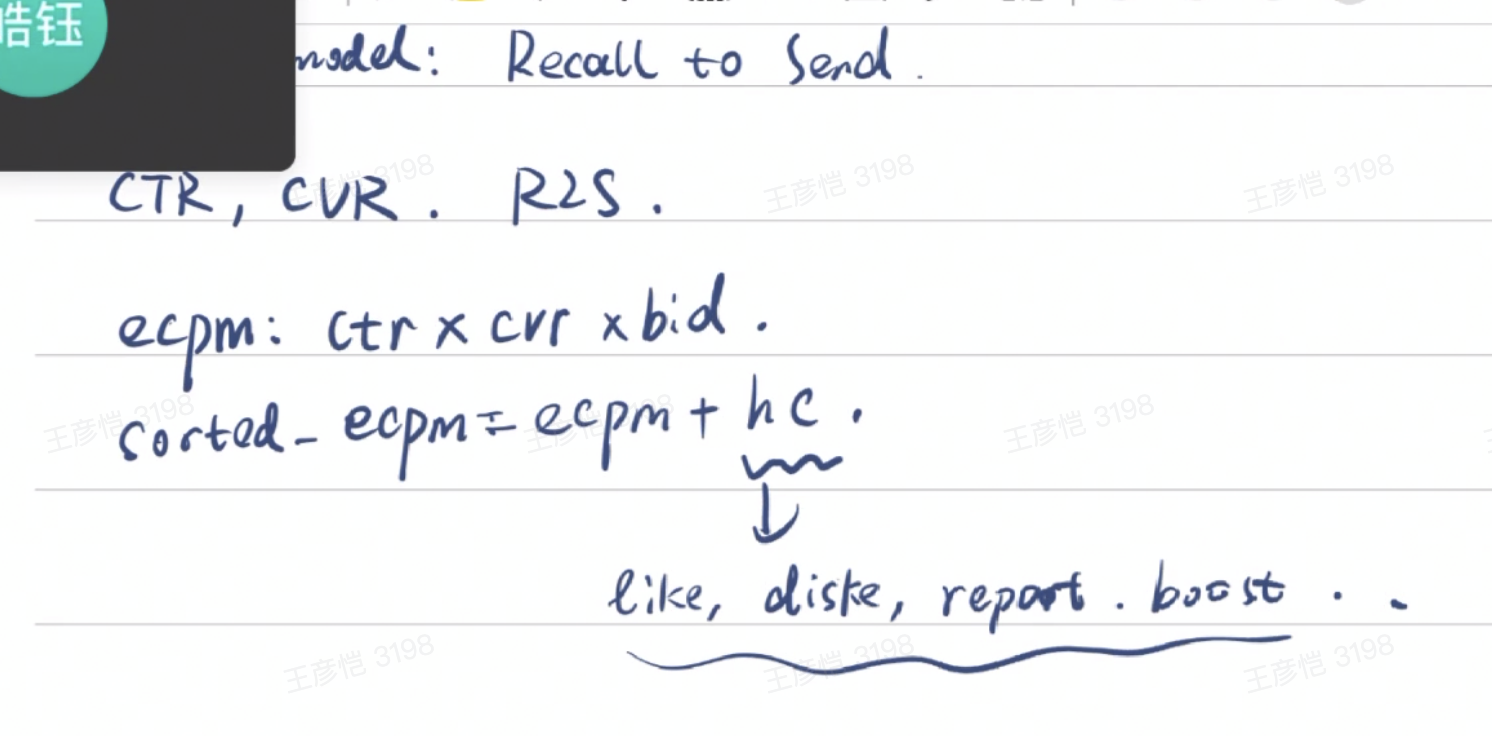 皓钰
model: Recall to Send.
CTR, CVR. R2S.
ecpm: ctr x cvr x bid.
sorted_ecpm = ecpm + hc.
like, diske, report. boost . .
王彦恺 3198
王彦恺 3198
王彦恺 3198
王彦恺 3198
王彦恺 3198
王彦恺 3198
王彦恺 3198
王彦恺 3198
王彦恺 3198